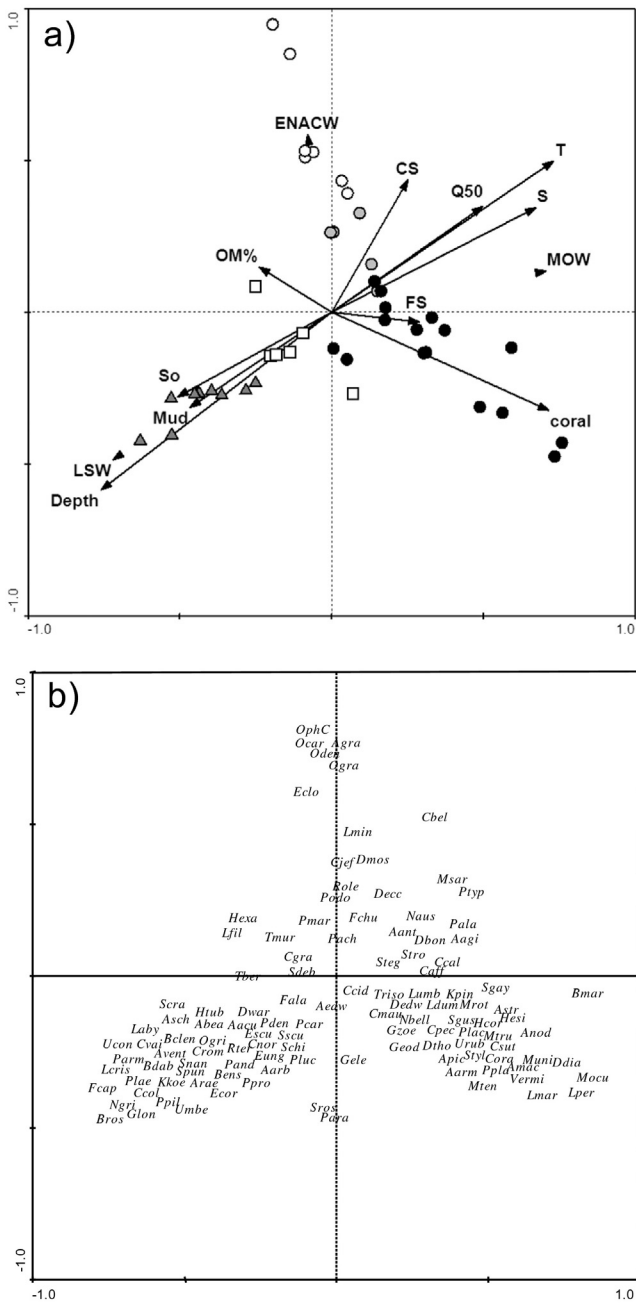 1.0
a)
ENACW
T
CS
Q50
S
OM%
MOW
FS
So
Mud
coral
LSW
Depth
-1.0
-1.0 1.0
1.0
b)
OphC
Ocar Agra
Oden
Ogra
Eclo
Cbel
Lmin
Cjef Dmos
Msar
Role
Decc Ptyp
Podo
Hexa Pmar Fchu Naus
Lfil Aant Pala
Tmur Pach Dbon Aagi
Cgra Stro
Sdeb Steg Ccal
Tber Caff
Ccid Triso Lumb Kpin Sgay Bmar
Scra Fala Aedw Dedw Ldum Mrot
Htub Dwar Cmau Astr
Asch Abea Aacu Pden Pcar Nbell Sgus Hcor Hesi
Laby Escu Sscu Gzoe Cpec Plac Mtru Anod
Ucon Cvai Bclen Ogri Cnor Schi Geod Dtho Urub Csut
Avent Crom Rtef Eung Pluc Gele Apic Styl Cora Muni Ddia
Parm Bdab Snan Pand Aarb Amac
Lcris Spun Bens Aarm Ppla Vermi Mocu
Fcap Plae Kkoe Arae Ppro Mten
Ccol Ecor Lmar Lper
Ngri Ppil Umbe Sros
Bros Glon Para
-1.0
-1.0 1.0